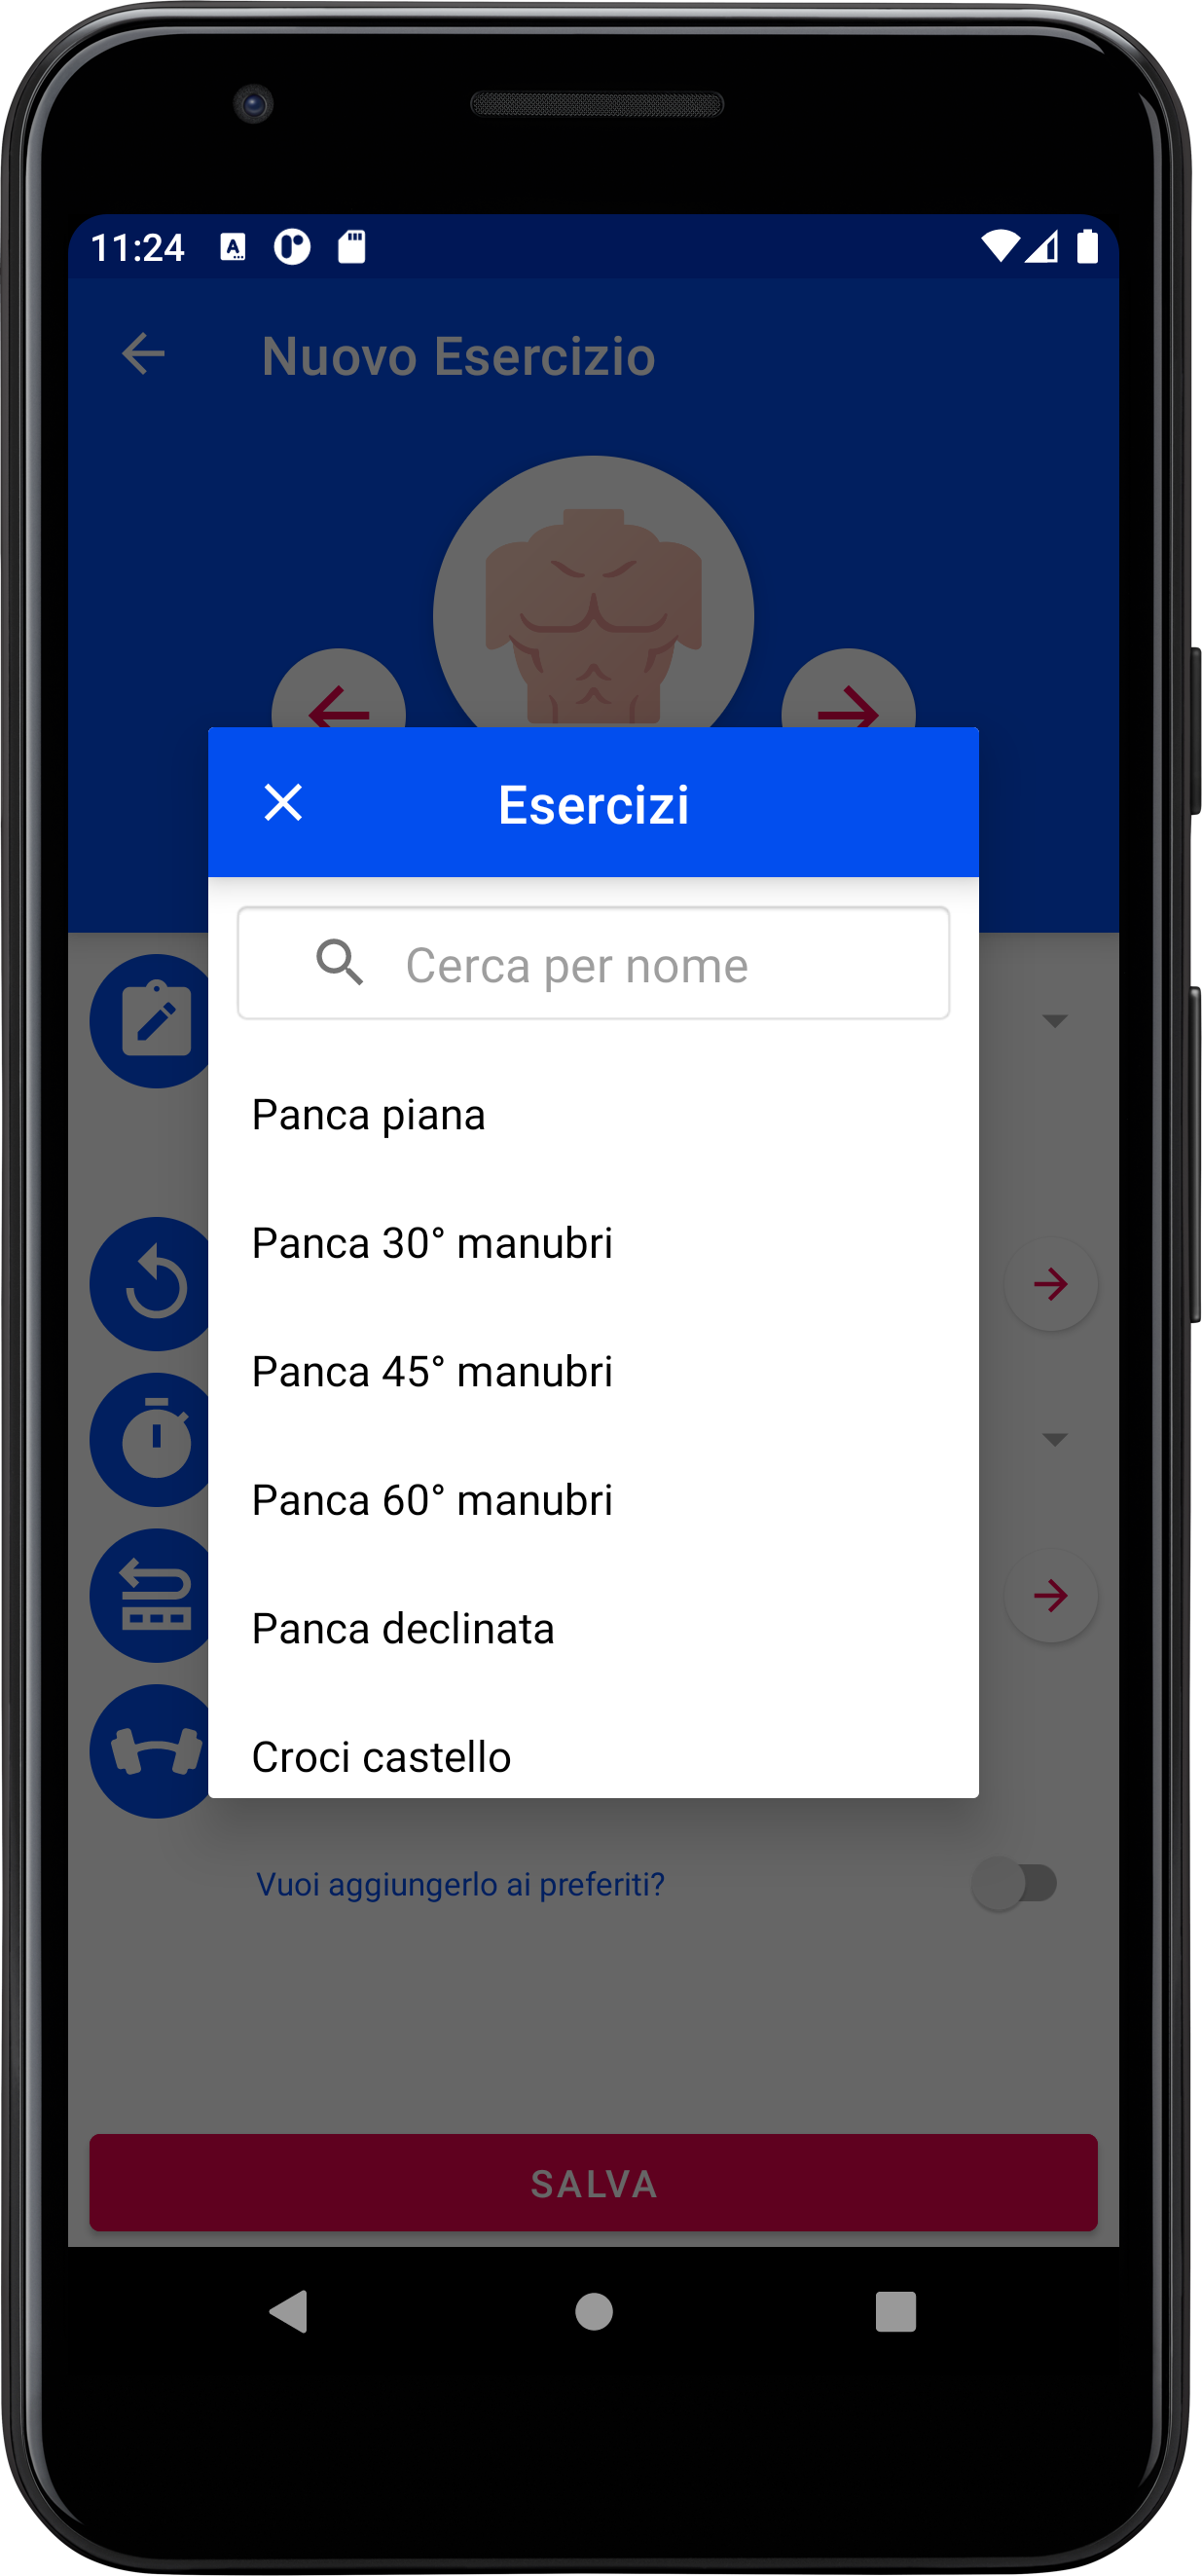 11:24
Nuovo Esercizio
Esercizi
Cerca per nome
Panca piana
Panca 30° manubri
Panca 45° manubri
Panca 60° manubri
Panca declinata
Croci castello
Vuoi aggiungerlo ai preferiti?
SALVA